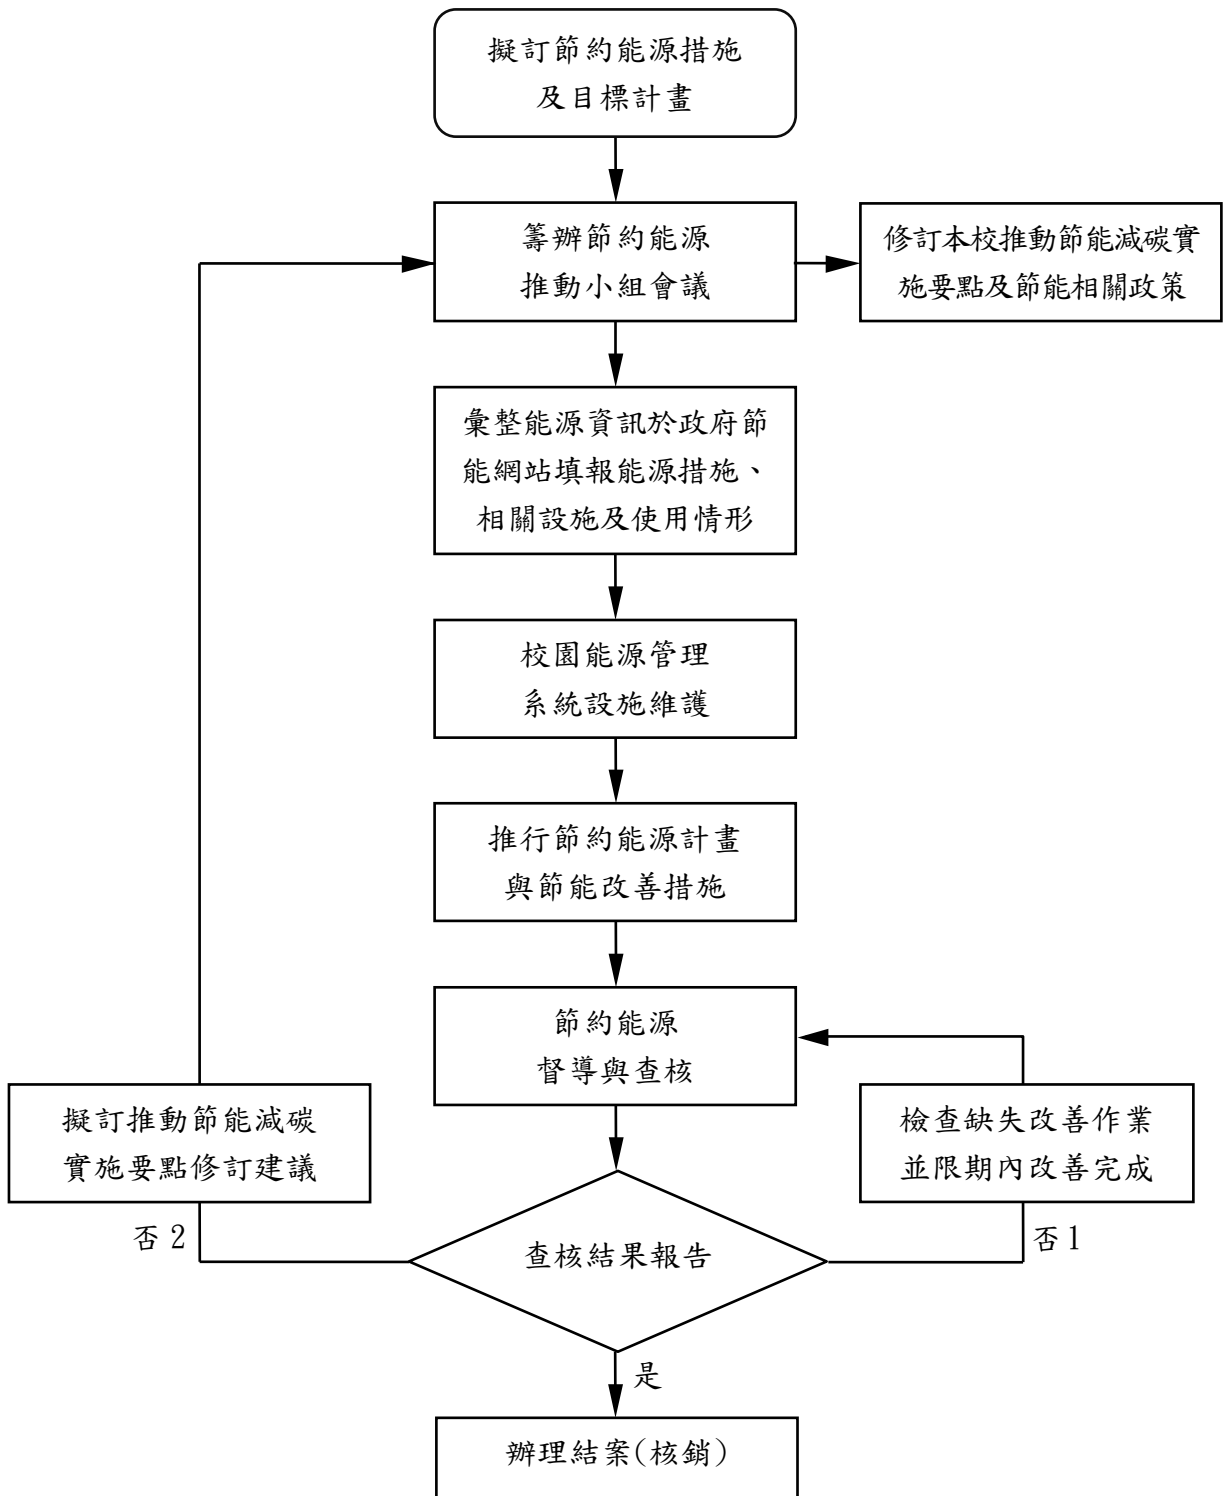 擬訂節約能源措施
及目標計畫
籌辦節約能源
推動小組會議
修訂本校推動節能減碳實
施要點及節能相關政策
彙整能源資訊於政府節
能網站填報能源措施、
相關設施及使用情形
校園能源管理
系統設施維護
推行節約能源計畫
與節能改善措施
節約能源
督導與查核
擬訂推動節能減碳
實施要點修訂建議
檢查缺失改善作業
並限期內改善完成
否 2
查核結果報告
否 1
是
辦理結案(核銷)